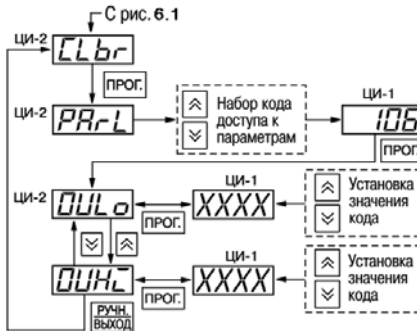 С рис. 6.1
ЦИ-2
CLbr
ПРОГ.
ЦИ-2
PArL
Набор кода
доступа к
параметрам
ЦИ-1
106
ПРОГ.
ЦИ-2
OULo
ПРОГ.
ЦИ-1
XXXX
Установка
значения
кода
OUHi
РУЧН.
ВЫХОД
ПРОГ.
ЦИ-1
XXXX
Установка
значения
кода